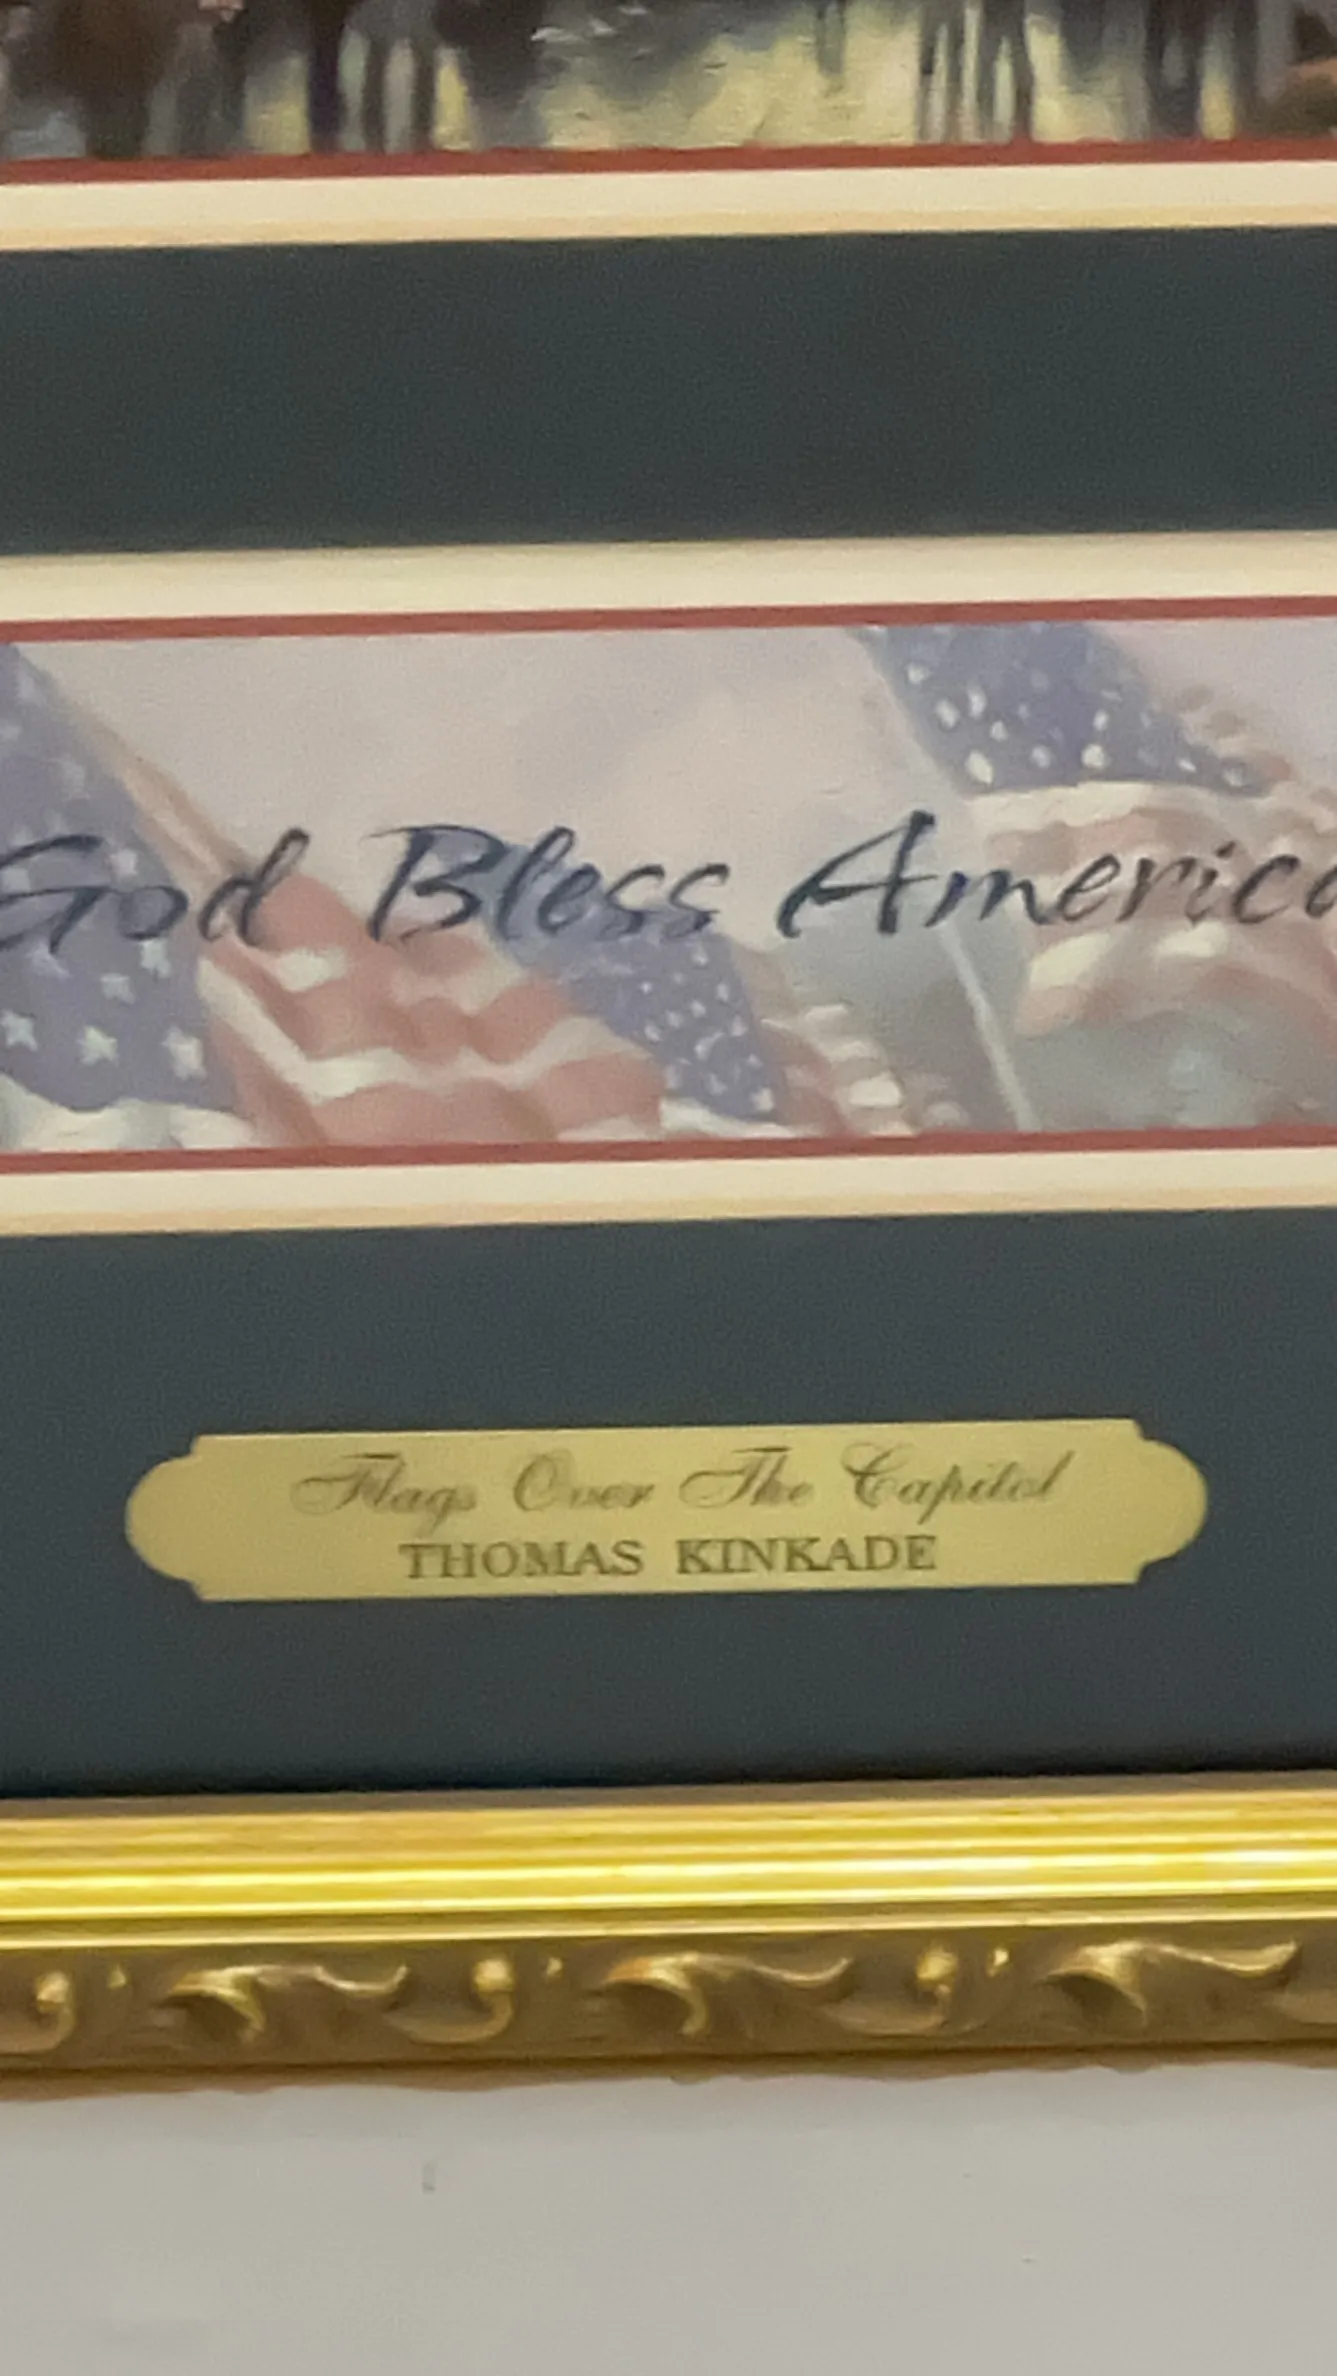 God Bless America
Flags Over The Capitol
THOMAS KINKADE